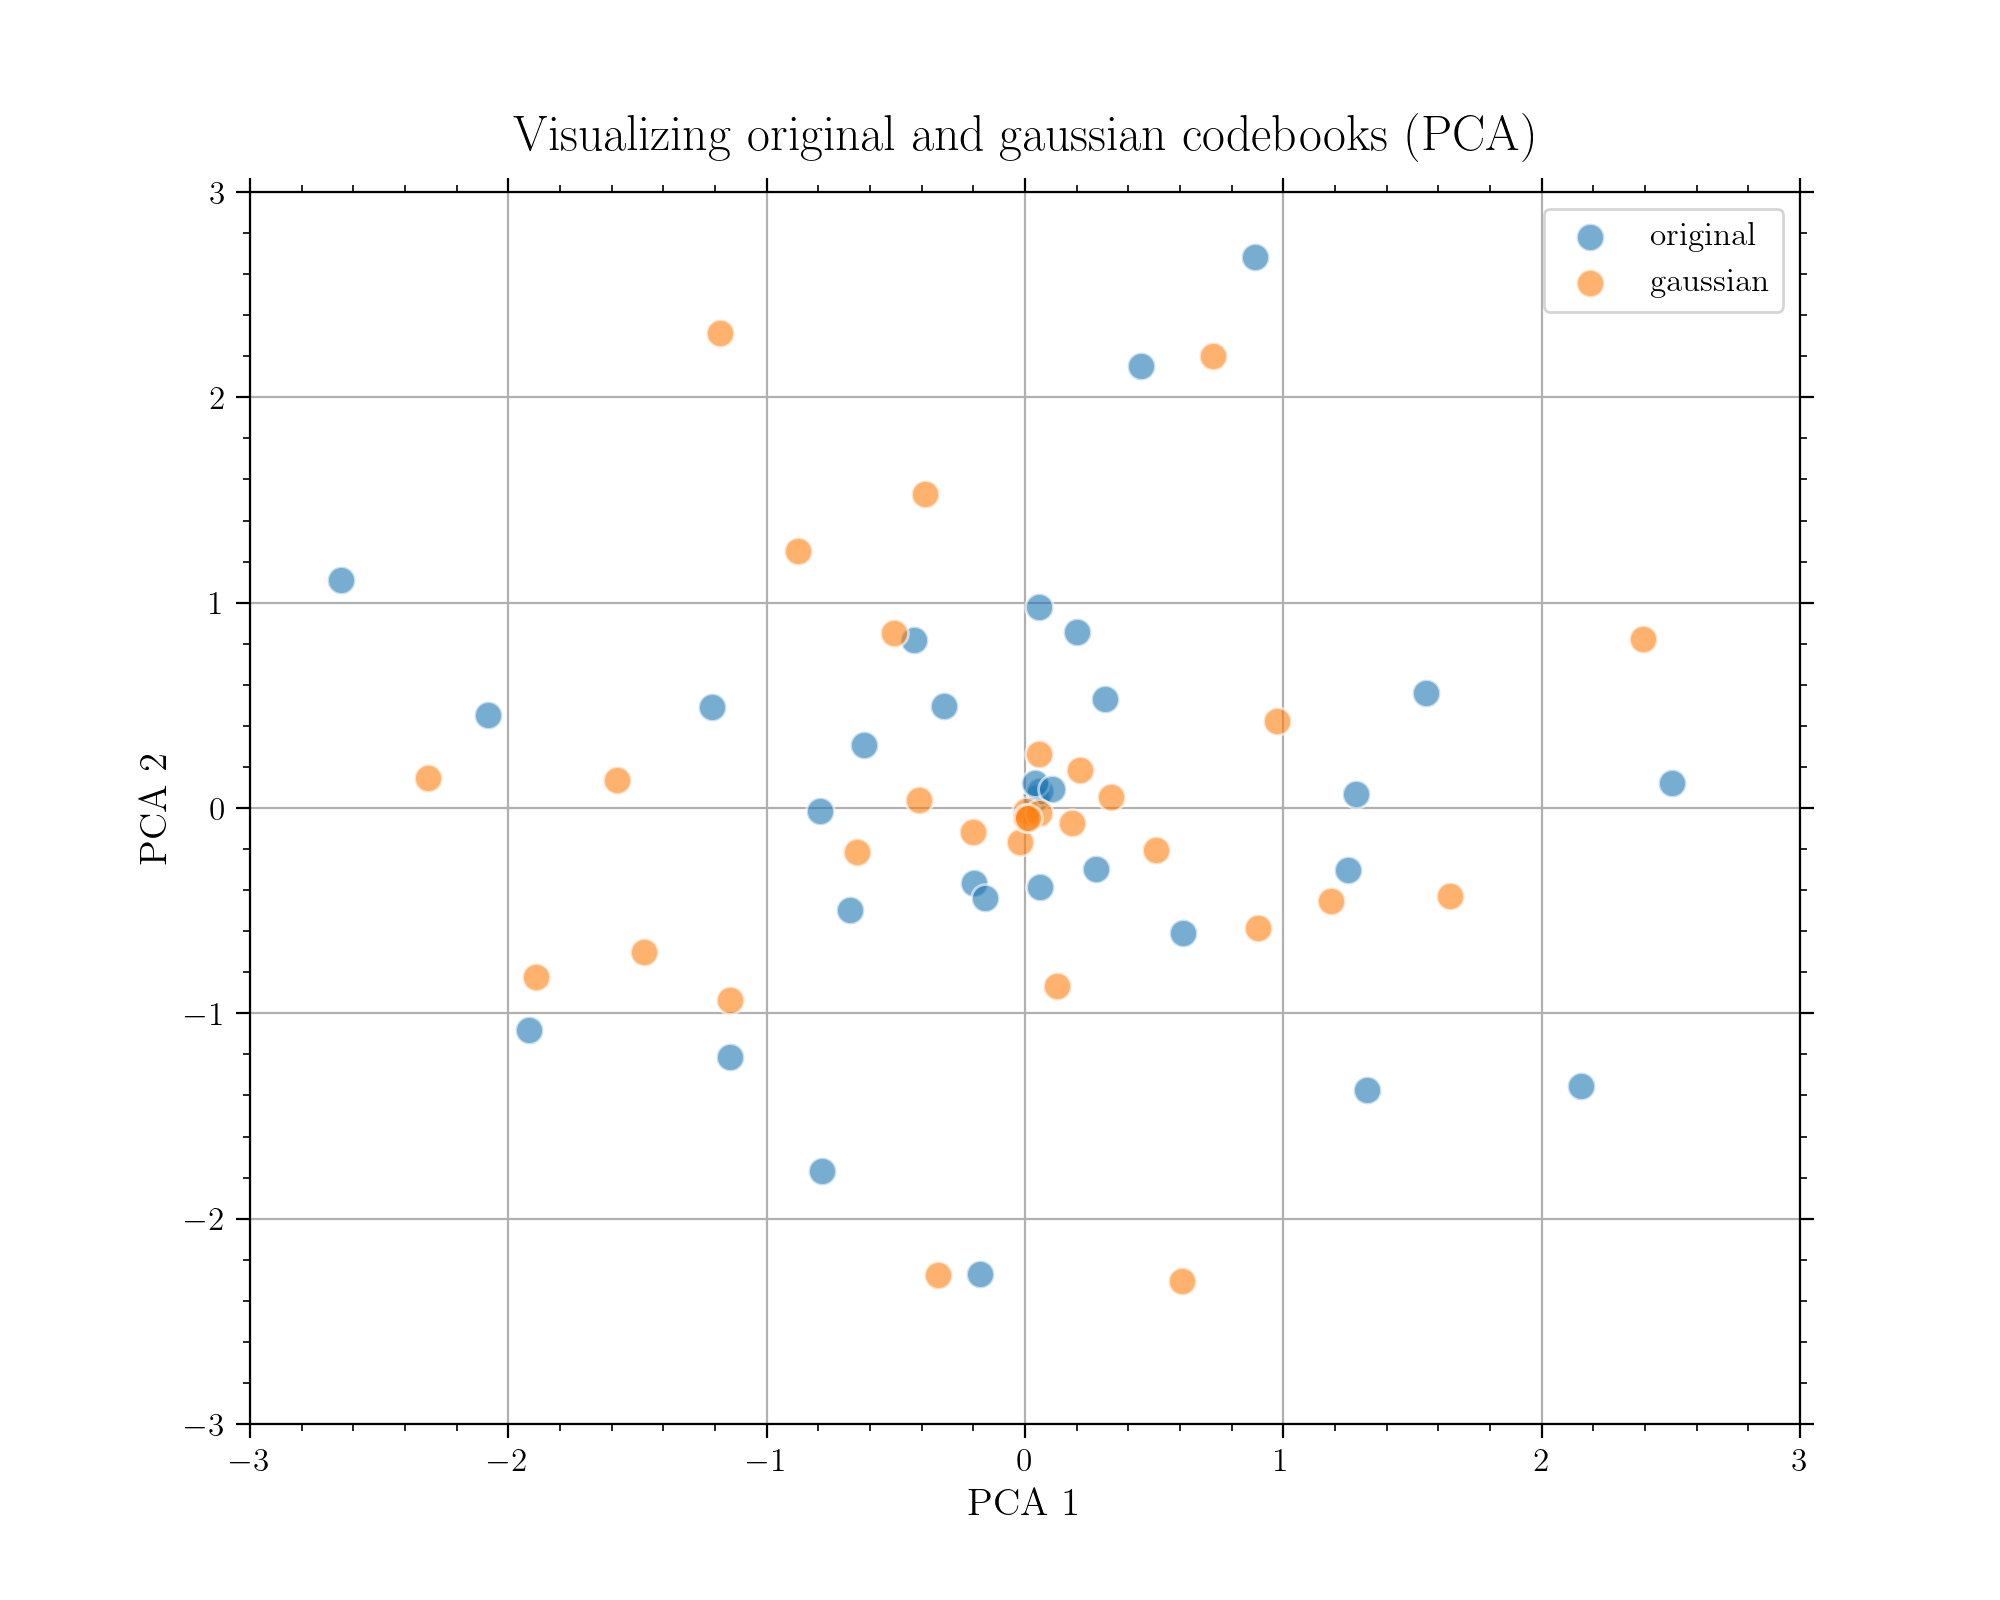 Visualizing original and gaussian codebooks (PCA)
original
gaussian
3
2
1
0
−1
−2
−3
PCA 2
−3 −2 −1 0 1 2 3
PCA 1